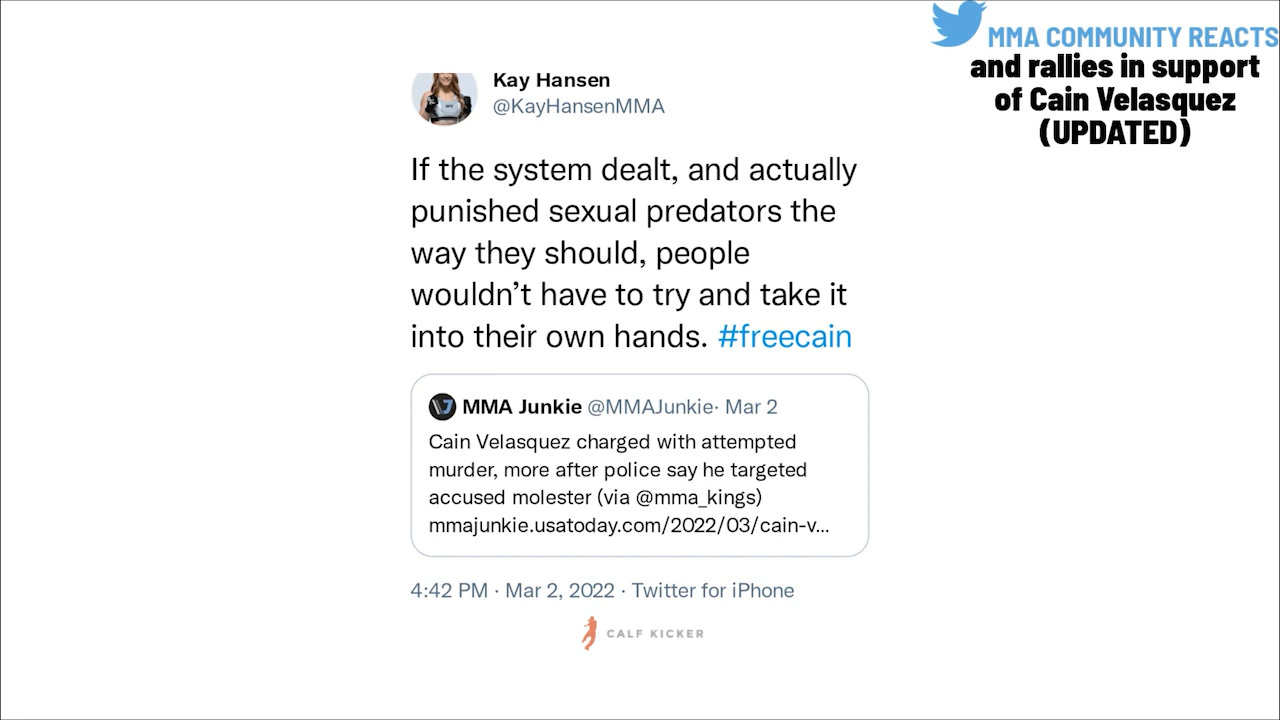 MMA COMMUNITY REACTS
and rallies in support
of Cain Velasquez
(UPDATED)
Kay Hansen
@KayHansenMMA
If the system dealt, and actually
punished sexual predators the
way they should, people
wouldn’t have to try and take it
into their own hands. #freecain
MMA Junkie @MMAJunkie· Mar 2
Cain Velasquez charged with attempted
murder, more after police say he targeted
accused molester (via @mma_kings)
mmajunkie.usatoday.com/2022/03/cain-v...
4:42 PM · Mar 2, 2022 · Twitter for iPhone
CALF KICKER